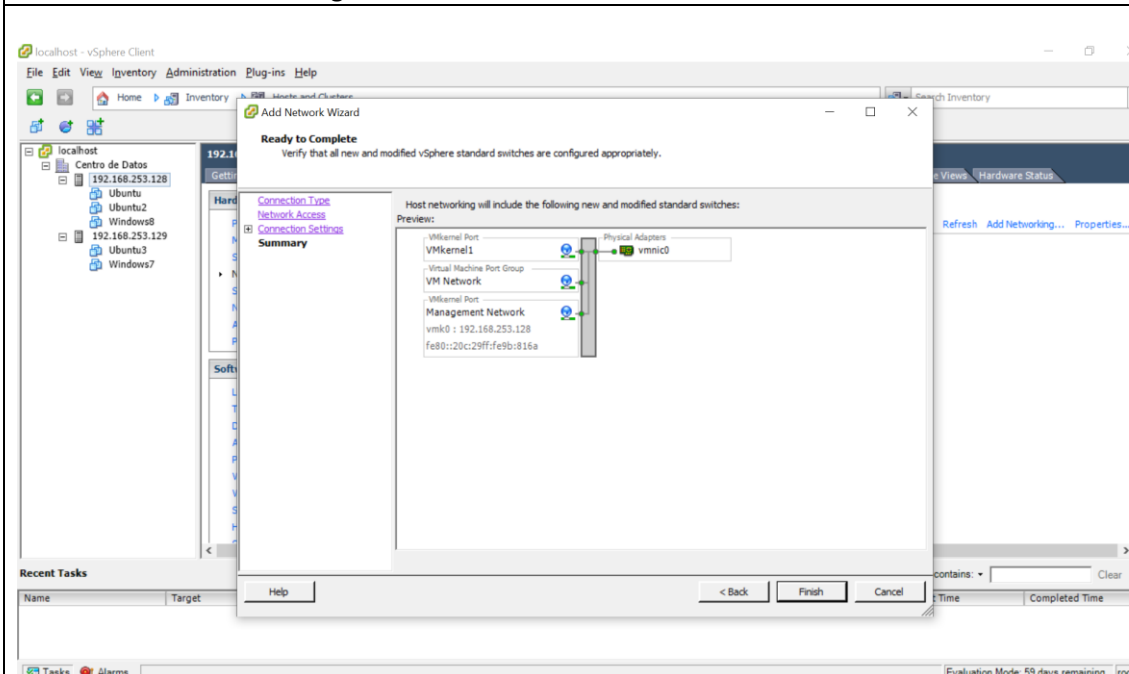 localhost - vSphere Client
File Edit View Inventory Administration Plug-ins Help
Home Inventory Hosts and Clusters
Search Inventory
localhost
Centro de Datos
192.168.253.128
Ubuntu
Ubuntu2
Windows8
192.168.253.129
Ubuntu3
Windows7
Views Hardware Status
Refresh Add Networking... Properties...
Add Network Wizard
Ready to Complete
Verify that all new and modified vSphere standard switches are configured appropriately.
Connection Type
Network Access
Connection Settings
Summary
Host networking will include the following new and modified standard switches:
Preview:
VMkernel Port
VMkernel1
Physical Adapters
vmnic0
Virtual Machine Port Group
VM Network
VMkernel Port
Management Network
vmk0 : 192.168.253.128
fe80::20c:29ff:fe9b:816a
Help < Back Finish Cancel
Recent Tasks
contains: Clear
Name Target Time Completed Time
Tasks Alarms Evaluation Mode: 59 days remaining